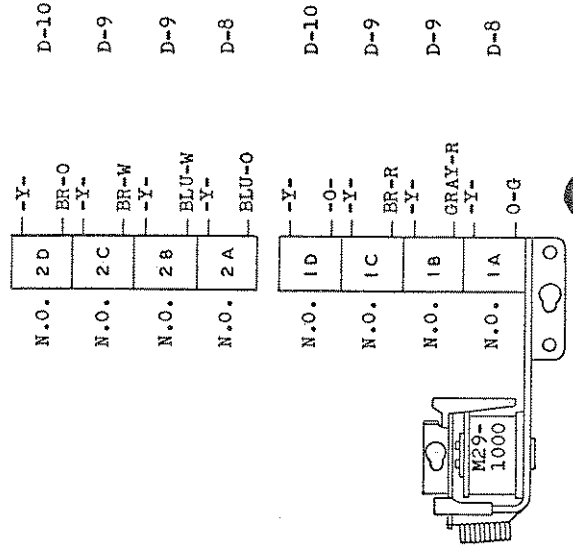 -Y-
N.O. 2D D-10
BR-O
-Y-
N.O. 2C D-9
BR-W
-Y-
N.O. 2B D-9
BLU-W
-Y-
N.O. 2A D-8
BLU-O
-Y-
N.O. 1D D-10
-O-
-Y-
N.O. 1C D-9
BR-R
-Y-
N.O. 1B D-9
GRAY-R
-Y-
N.O. 1A D-8
O-G
M29-
1000